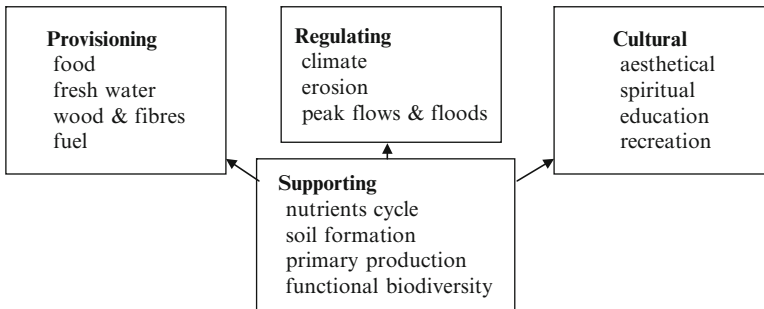 Provisioning
food
fresh water
wood & fibres
fuel
Regulating
climate
erosion
peak flows & floods
Cultural
aesthetical
spiritual
education
recreation
Supporting
nutrients cycle
soil formation
primary production
functional biodiversity